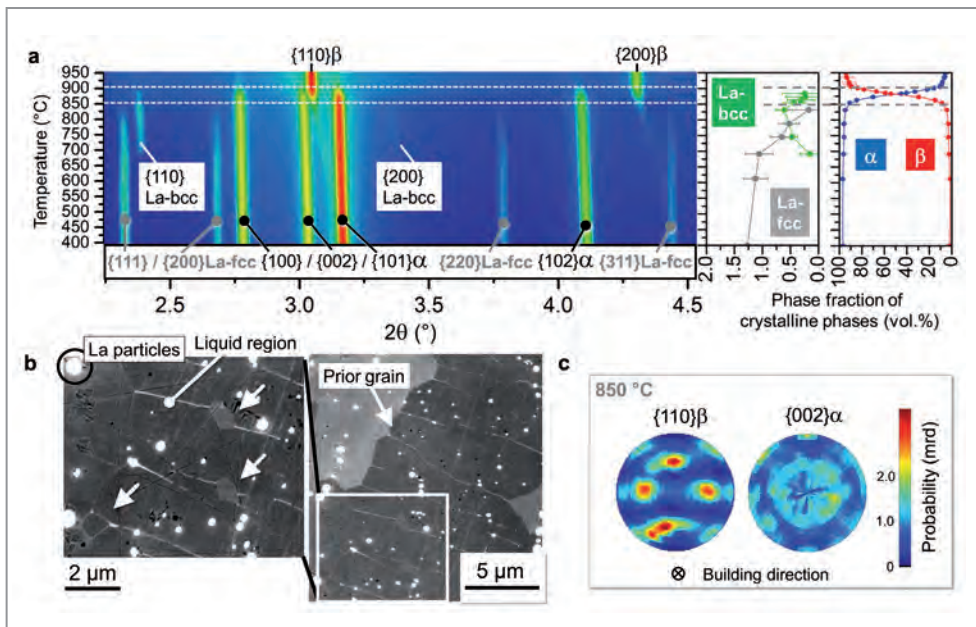 a
{110}β
{200}β
950
900
850
800
750
700
650
600
550
500
450
400
Temperature (°C)
{110}
La-bcc
{200}
La-bcc
{111} / {200}La-fcc {100} / {002} / {101}α {220}La-fcc {102}α {311}La-fcc
2.5 3.0 3.5 4.0 4.5
2θ (°)
La-
bcc
La-
fcc
α
β
2.0 1.5 1.0 0.5 0.0
100 80 60 40 20 0
Phase fraction of
crystalline phases (vol.%)
b
La particles
Liquid region
Prior grain
2 μm
5 μm
c
850 °C
{110}β
{002}α
2.0
1.0
0
Probability (mrd)
⊗ Building direction